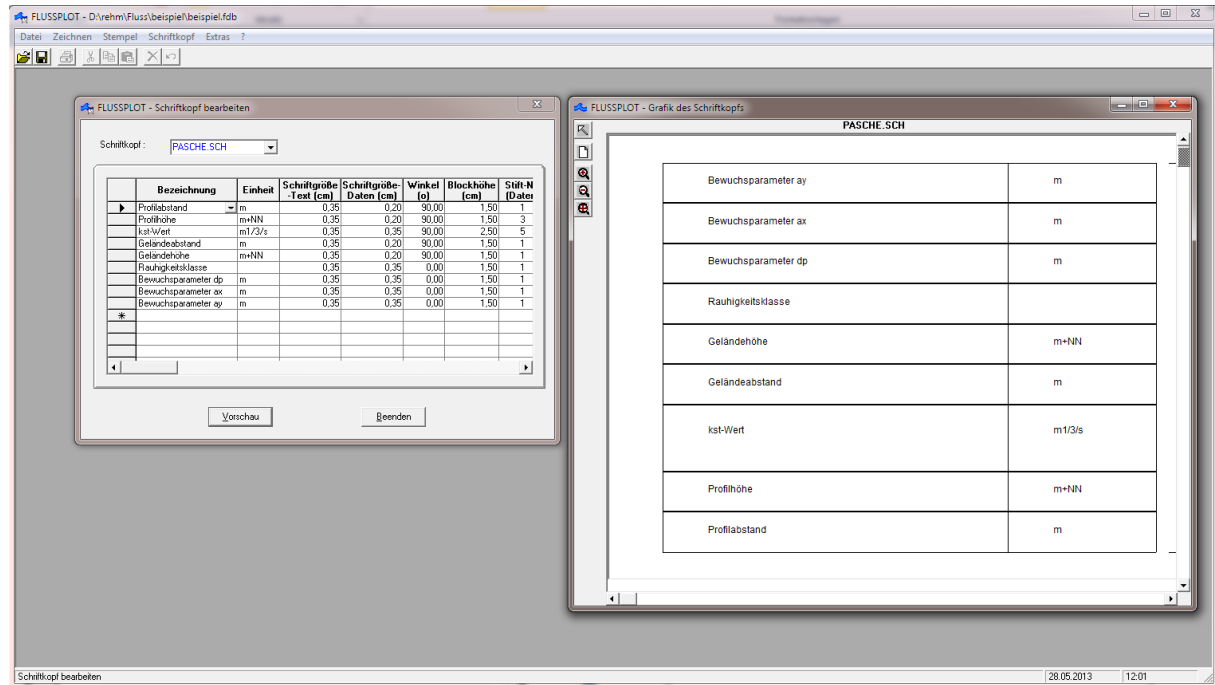 FLUSSPLOT - D:\rehm\Fluss\beispiel\beispiel.fdb
Datei Zeichnen Stempel Schriftkopf Extras ?
FLUSSPLOT - Schriftkopf bearbeiten
Schriftkopf : PASCHE.SCH
Bezeichnung Einheit Schriftgröße -Text (cm) Schriftgröße- Daten (cm) Winkel (o) Blockhöhe (cm) Stift-N (Daten
Profilabstand m 0,35 0,20 90,00 1,50 1
Profilhöhe m+NN 0,35 0,20 90,00 1,50 3
kst-Wert m1/3/s 0,35 0,35 90,00 2,50 5
Geländeabstand m 0,35 0,20 90,00 1,50 1
Geländehöhe m+NN 0,35 0,20 90,00 1,50 1
Rauhigkeitsklasse 0,35 0,35 0,00 1,50 1
Bewuchsparameter dp m 0,35 0,35 0,00 1,50 1
Bewuchsparameter ax m 0,35 0,35 0,00 1,50 1
Bewuchsparameter ay m 0,35 0,35 0,00 1,50 1
Vorschau Beenden
FLUSSPLOT - Grafik des Schriftkopfs
PASCHE.SCH
Bewuchsparameter ay m
Bewuchsparameter ax m
Bewuchsparameter dp m
Rauhigkeitsklasse
Geländehöhe m+NN
Geländeabstand m
kst-Wert m1/3/s
Profilhöhe m+NN
Profilabstand m
Schriftkopf bearbeiten 28.05.2013 12:01